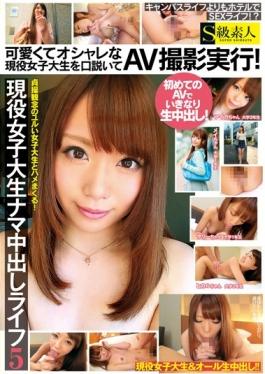 キャンパスライフよりもホテルで
SEXライフ!?
S級素人
可愛くてオシャレな
現役女子大生を口説いてAV撮影実行!
初めてのAVで
いきなり
生中出し!
貞操観念のユルい女子大生とハメまくる!
現役女子大生ナマ中出しライフ5
現役女子大生&オール生中出し!!